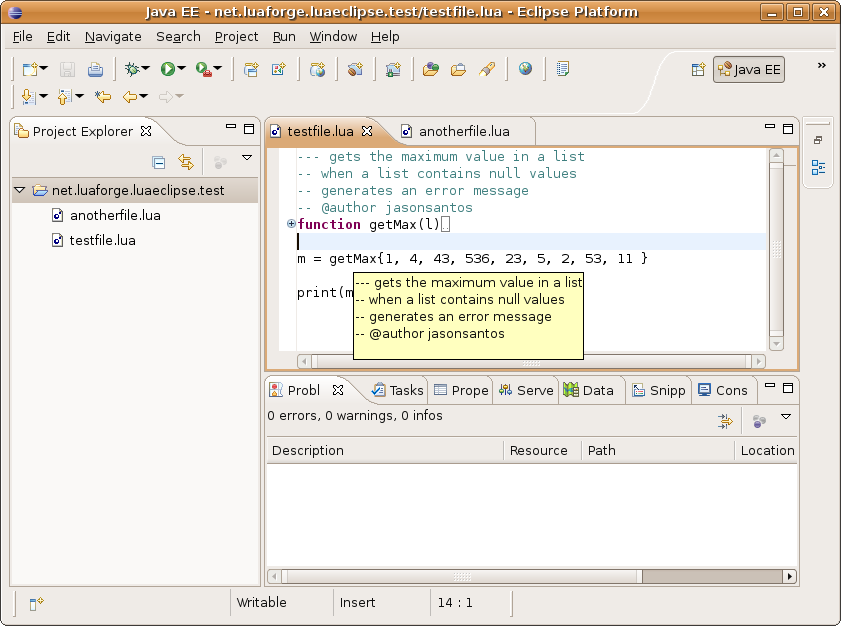 Java EE - net.luaforge.luaeclipse.test/testfile.lua - Eclipse Platform
File Edit Navigate Search Project Run Window Help
Java EE
»
Project Explorer
net.luaforge.luaeclipse.test
anotherfile.lua
testfile.lua
testfile.lua anotherfile.lua
--- gets the maximum value in a list
-- when a list contains null values
-- generates an error message
-- @author jasonsantos
function getMax(l)
m = getMax{1, 4, 43, 536, 23, 5, 2, 53, 11 }
print(m
--- gets the maximum value in a list
-- when a list contains null values
-- generates an error message
-- @author jasonsantos
Probl Tasks Prope Serve Data Snipp Cons
0 errors, 0 warnings, 0 infos
Description Resource Path Location
Writable Insert 14 : 1